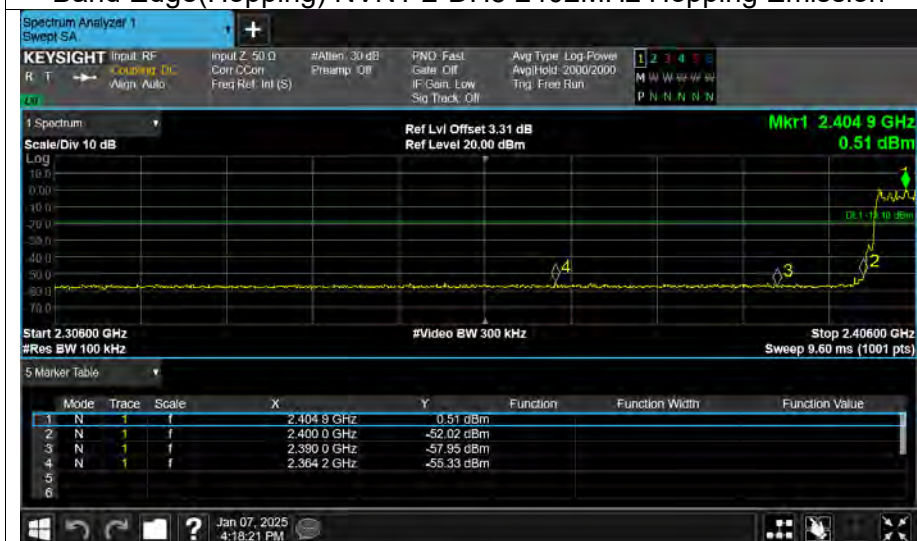 Band Edge(Hopping) NVNT 2-DH5 2402MHz Hopping Emission
Spectrum Analyzer 1
Swept SA
+
KEYSIGHT Input: RF Input Z: 50 Ω #Atten: 30 dB PNO: Fast Avg Type: Log-Power 1 2 3 4 5 6
R T Coupling: DC Corr CCorr Preamp: Off Gate: Off Avg|Hold: 2000/2000 M W W W W W
Align: Auto Freq Ref: Int (S) IF Gain: Low Trig: Free Run
Sig Track: Off P N N N N N
1 Spectrum
Ref Lvl Offset 3.31 dB Mkr1 2.404 9 GHz
Scale/Div 10 dB Ref Level 20.00 dBm 0.51 dBm
Log
10.0
0.00
-10.0
-20.0
-30.0
-40.0
-50.0
-60.0
-70.0
4
3
2
Start 2.30600 GHz #Video BW 300 kHz Stop 2.40600 GHz
#Res BW 100 kHz Sweep 9.60 ms (1001 pts)
5 Marker Table
Mode Trace Scale X Y Function Function Width Function Value
1 N 1 f 2.404 9 GHz 0.51 dBm
2 N 1 f 2.400 0 GHz -52.02 dBm
3 N 1 f 2.390 0 GHz -57.95 dBm
4 N 1 f 2.364 2 GHz -55.33 dBm
5
6
? Jan 07, 2025
4:18:21 PM